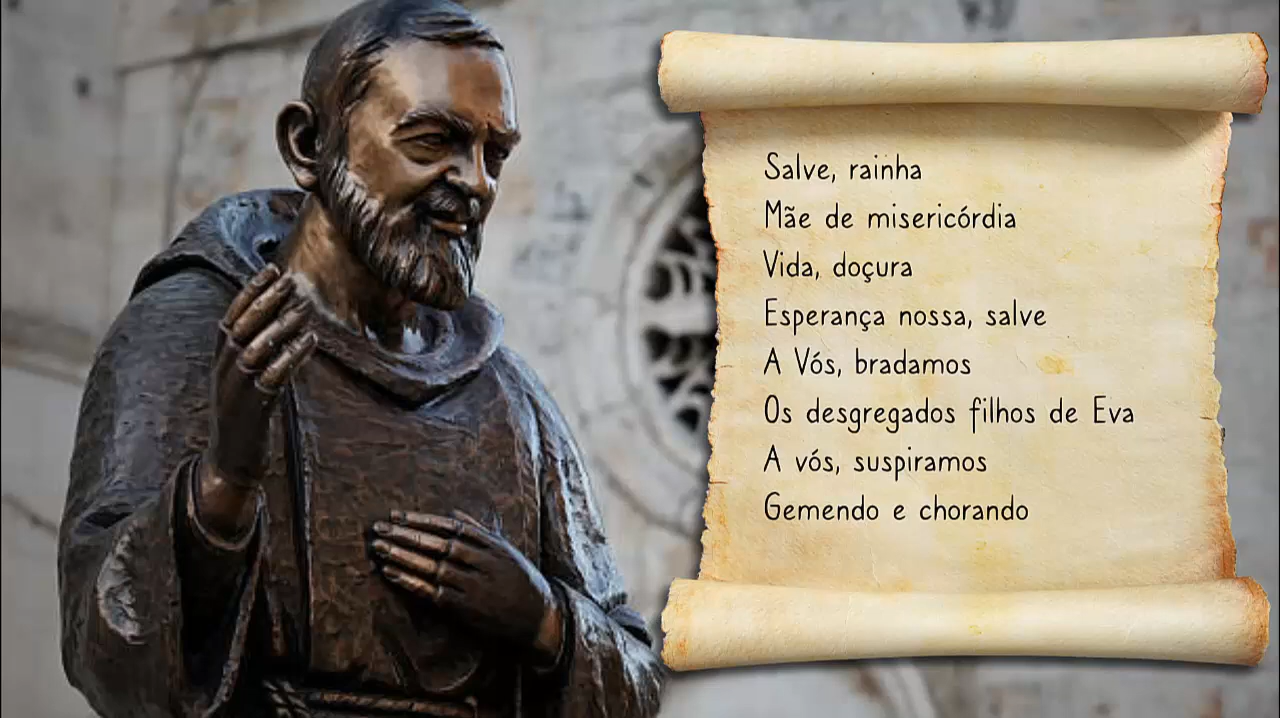 Salve, rainha
Mãe de misericórdia
Vida, doçura
Esperança nossa, salve
A Vós, bradamos
Os desgregados filhos de Eva
A vós, suspiramos
Gemendo e chorando